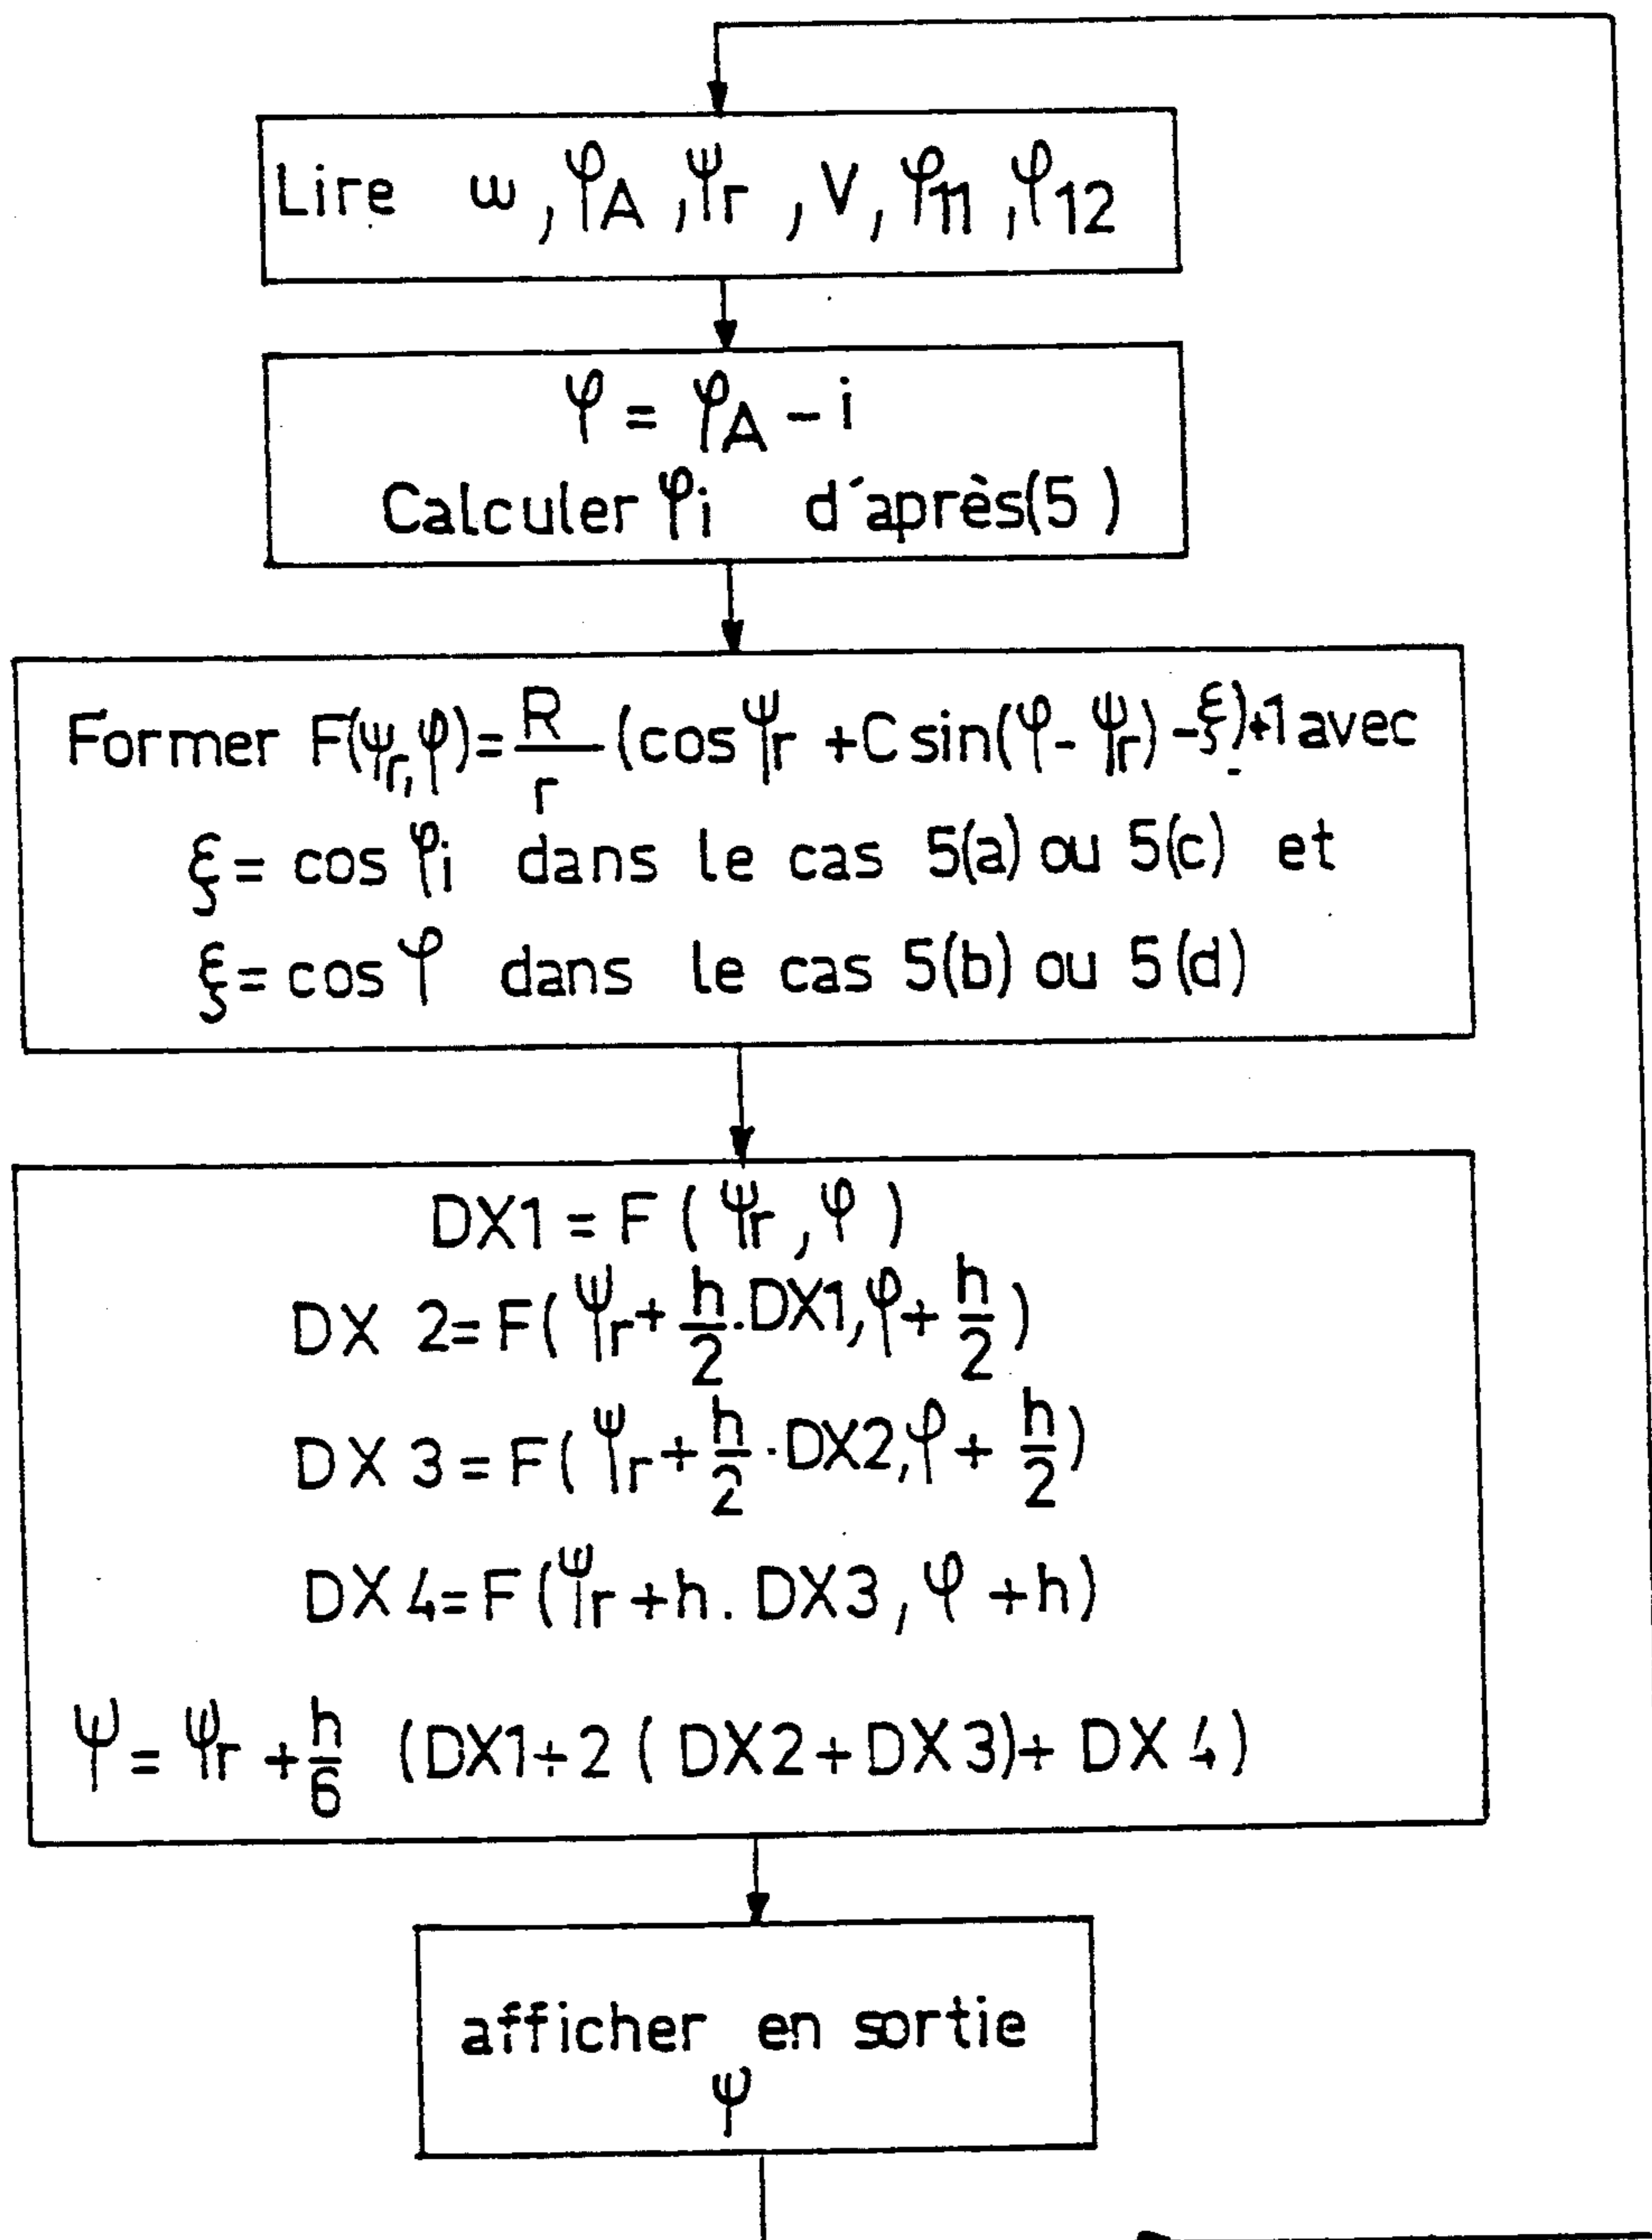 Lire ω, φA, ψr, V, φ11, φ12
φ = φA - i
Calculer φi d'après(5)
Former F(ψr, φ) = R/r (cos ψr + C sin(φ - ψr) - ξ) + 1 avec
ξ = cos φi dans le cas 5(a) ou 5(c) et
ξ = cos φ dans le cas 5(b) ou 5(d)
DX1 = F(ψr, φ)
DX 2 = F(ψr + h/2 . DX1, φ + h/2)
DX 3 = F(ψr + h/2 . DX2, φ + h/2)
DX 4 = F(ψr + h . DX3, φ + h)
ψ = ψr + h/6 (DX1 + 2 (DX2 + DX3) + DX4)
afficher en sortie
ψ